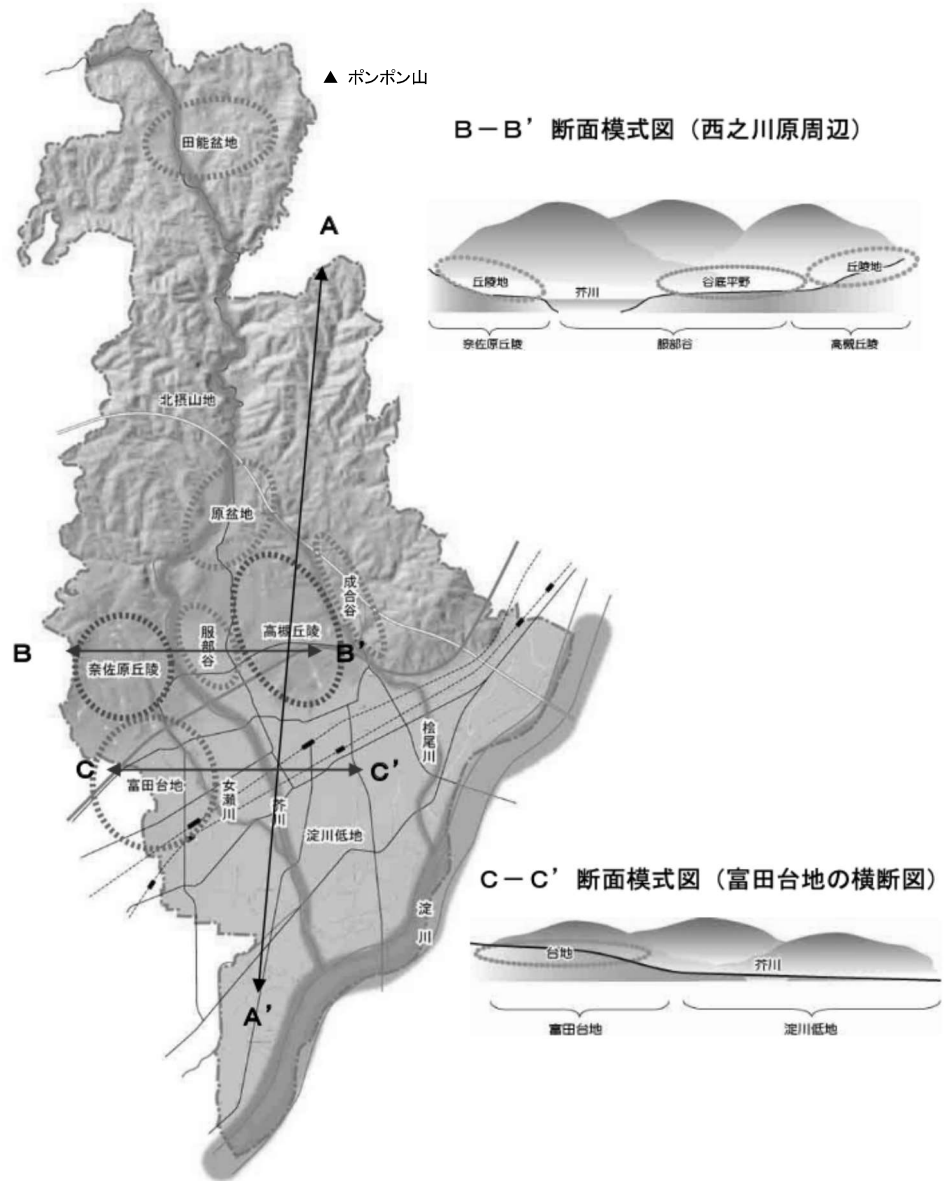 ▲ ポンポン山
田能盆地
A
北摂山地
原盆地
成合谷
高槻丘陵
服部谷
B
B’
奈佐原丘陵
C
C’
富田台地
女瀬川
芥川
桧尾川
淀川低地
淀川
A’
B－B’ 断面模式図（西之川原周辺）
丘陵地
芥川
谷底平野
丘陵地
奈佐原丘陵
服部谷
高槻丘陵
C－C’ 断面模式図（富田台地の横断図）
台地
芥川
富田台地
淀川低地